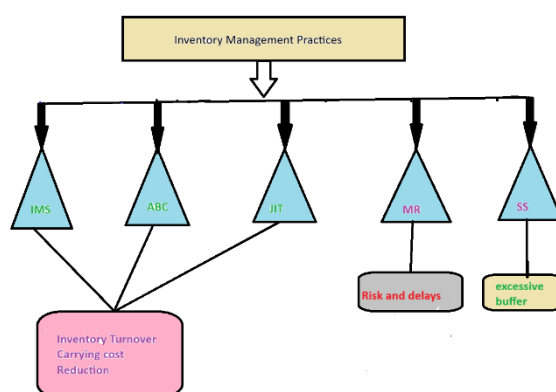 Inventory Management Practices
IMS
ABC
JIT
MR
SS
Risk and delays
excessive
buffer
Inventory Turnover
Carrying cost
Reduction